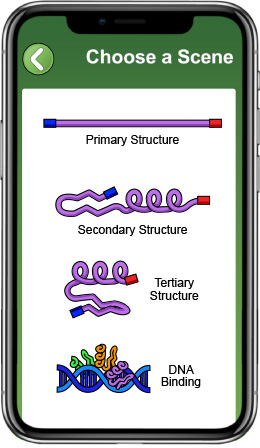 Choose a Scene
Primary Structure
Secondary Structure
Tertiary
Structure
DNA
Binding